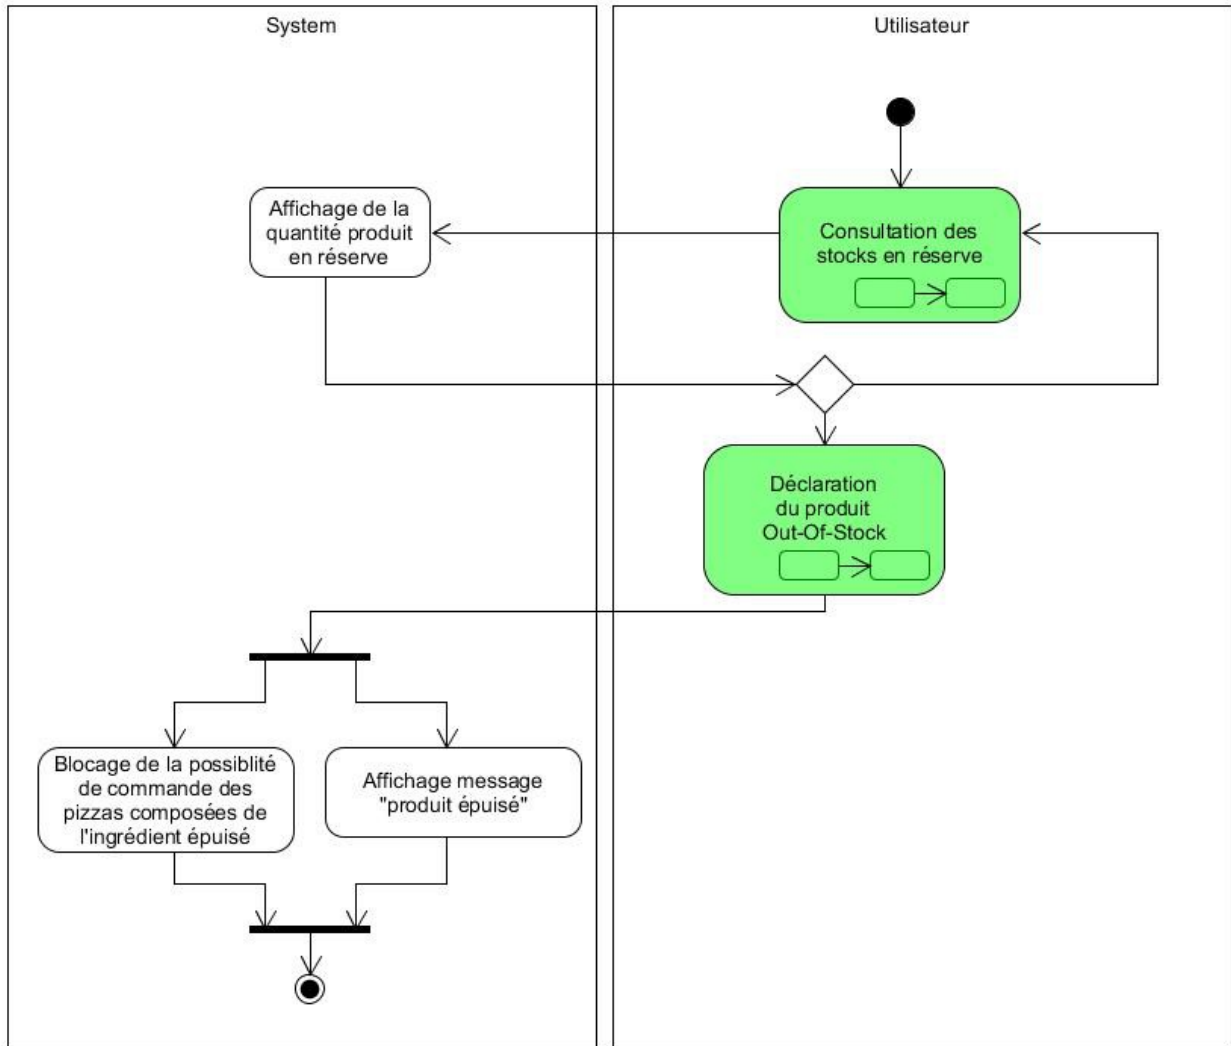 System
Utilisateur
Affichage de la
quantité produit
en réserve
Consultation des
stocks en réserve
Déclaration
du produit
Out-Of-Stock
Blocage de la possiblité
de commande des
pizzas composées de
l'ingrédient épuisé
Affichage message
"produit épuisé"